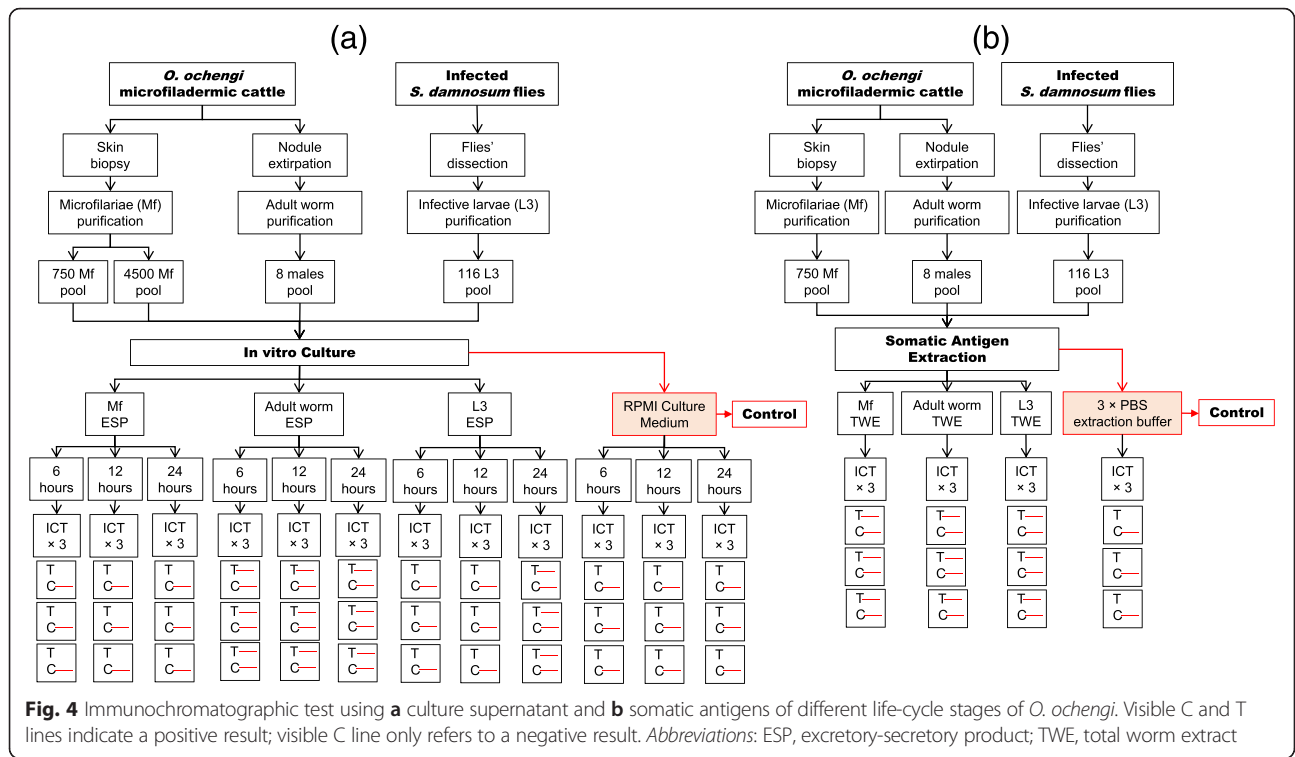 (a)
O. ochengi
microfiladermic cattle
Infected
S. damnosum flies
Skin
biopsy
Nodule
extirpation
Flies'
dissection
Microfilariae (Mf)
purification
Adult worm
purification
Infective larvae (L3)
purification
750 Mf
pool
4500 Mf
pool
8 males
pool
116 L3
pool
In vitro Culture
Mf
ESP
Adult worm
ESP
L3
ESP
RPMI Culture
Medium
Control
6
hours
12
hours
24
hours
6
hours
12
hours
24
hours
6
hours
12
hours
24
hours
6
hours
12
hours
24
hours
ICT
× 3
ICT
× 3
ICT
× 3
ICT
× 3
ICT
× 3
ICT
× 3
ICT
× 3
ICT
× 3
ICT
× 3
ICT
× 3
ICT
× 3
ICT
× 3
T T T T T T T T T T T T
C C C C C C C C C C C C
T T T T T T T T T T T T
C C C C C C C C C C C C
T T T T T T T T T T T T
C C C C C C C C C C C C
(b)
O. ochengi
microfiladermic cattle
Infected
S. damnosum flies
Skin
biopsy
Nodule
extirpation
Flies'
dissection
Microfilariae (Mf)
purification
Adult worm
purification
Infective larvae (L3)
purification
750 Mf
pool
8 males
pool
116 L3
pool
Somatic Antigen
Extraction
Mf
TWE
Adult worm
TWE
L3
TWE
3 × PBS
extraction buffer
Control
ICT
× 3
ICT
× 3
ICT
× 3
ICT
× 3
T T T T
C C C C
T T T T
C C C C
T T T T
C C C C
Fig. 4 Immunochromatographic test using a culture supernatant and b somatic antigens of different life-cycle stages of O. ochengi. Visible C and T
lines indicate a positive result; visible C line only refers to a negative result. Abbreviations: ESP, excretory-secretory product; TWE, total worm extract